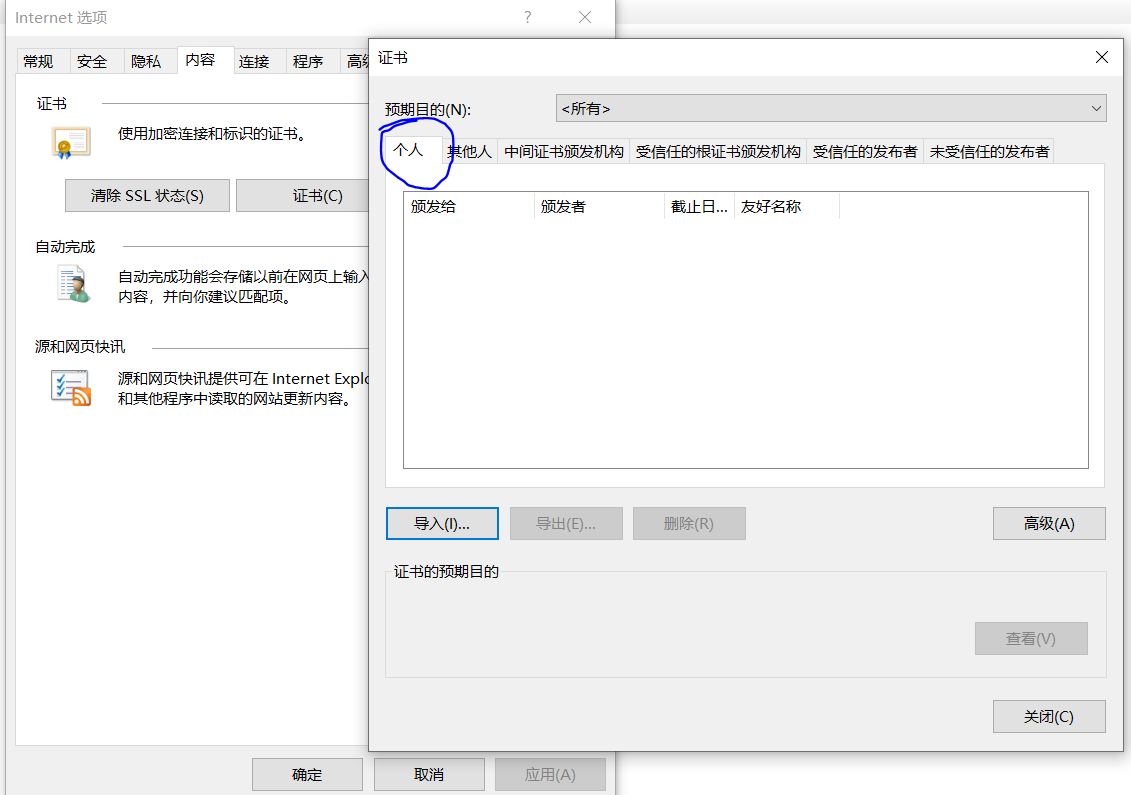 Internet 选项
常规 安全 隐私 内容 连接 程序
证书
使用加密连接和标识的证书。
清除 SSL 状态(S) 证书(C)
自动完成
自动完成功能会存储以前在网页上输入
内容，并向你建议匹配项。
源和网页快讯
源和网页快讯提供可在 Internet Explo
和其他程序中读取的网站更新内容。
确定 取消 应用(A)
证书
预期目的(N): <所有>
个人 其他人 中间证书颁发机构 受信任的根证书颁发机构 受信任的发布者 未受信任的发布者
颁发给 颁发者 截止日... 友好名称
导入(I)... 导出(E)... 删除(R) 高级(A)
证书的预期目的
查看(V)
关闭(C)